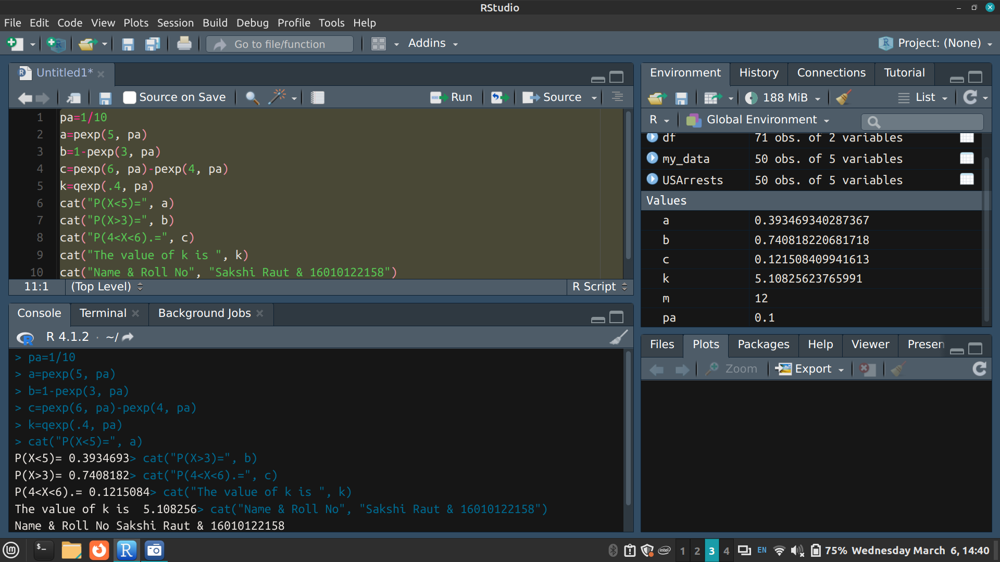 RStudio
File Edit Code View Plots Session Build Debug Profile Tools Help
Go to file/function Addins Project: (None)
Untitled1*
Source on Save Run Source
1 pa=1/10
2 a=pexp(5, pa)
3 b=1-pexp(3, pa)
4 c=pexp(6, pa)-pexp(4, pa)
5 k=qexp(.4, pa)
6 cat("P(X<5)=", a)
7 cat("P(X>3)=", b)
8 cat("P(4<X<6).=", c)
9 cat("The value of k is ", k)
10 cat("Name & Roll No", "Sakshi Raut & 16010122158")
11:1 (Top Level) R Script
Console Terminal Background Jobs
R 4.1.2 · ~/
> pa=1/10
> a=pexp(5, pa)
> b=1-pexp(3, pa)
> c=pexp(6, pa)-pexp(4, pa)
> k=qexp(.4, pa)
> cat("P(X<5)=", a)
P(X<5)= 0.3934693> cat("P(X>3)=", b)
P(X>3)= 0.7408182> cat("P(4<X<6).=", c)
P(4<X<6).= 0.1215084> cat("The value of k is ", k)
The value of k is  5.108256> cat("Name & Roll No", "Sakshi Raut & 16010122158")
Name & Roll No Sakshi Raut & 16010122158
Environment History Connections Tutorial
188 MiB List
R Global Environment
df 71 obs. of 2 variables
my_data 50 obs. of 5 variables
USArrests 50 obs. of 5 variables
Values
a 0.393469340287367
b 0.740818220681718
c 0.121508409941613
k 5.10825623765991
m 12
pa 0.1
Files Plots Packages Help Viewer Presen
Zoom Export
1 2 3 4 EN 75% Wednesday March 6, 14:40